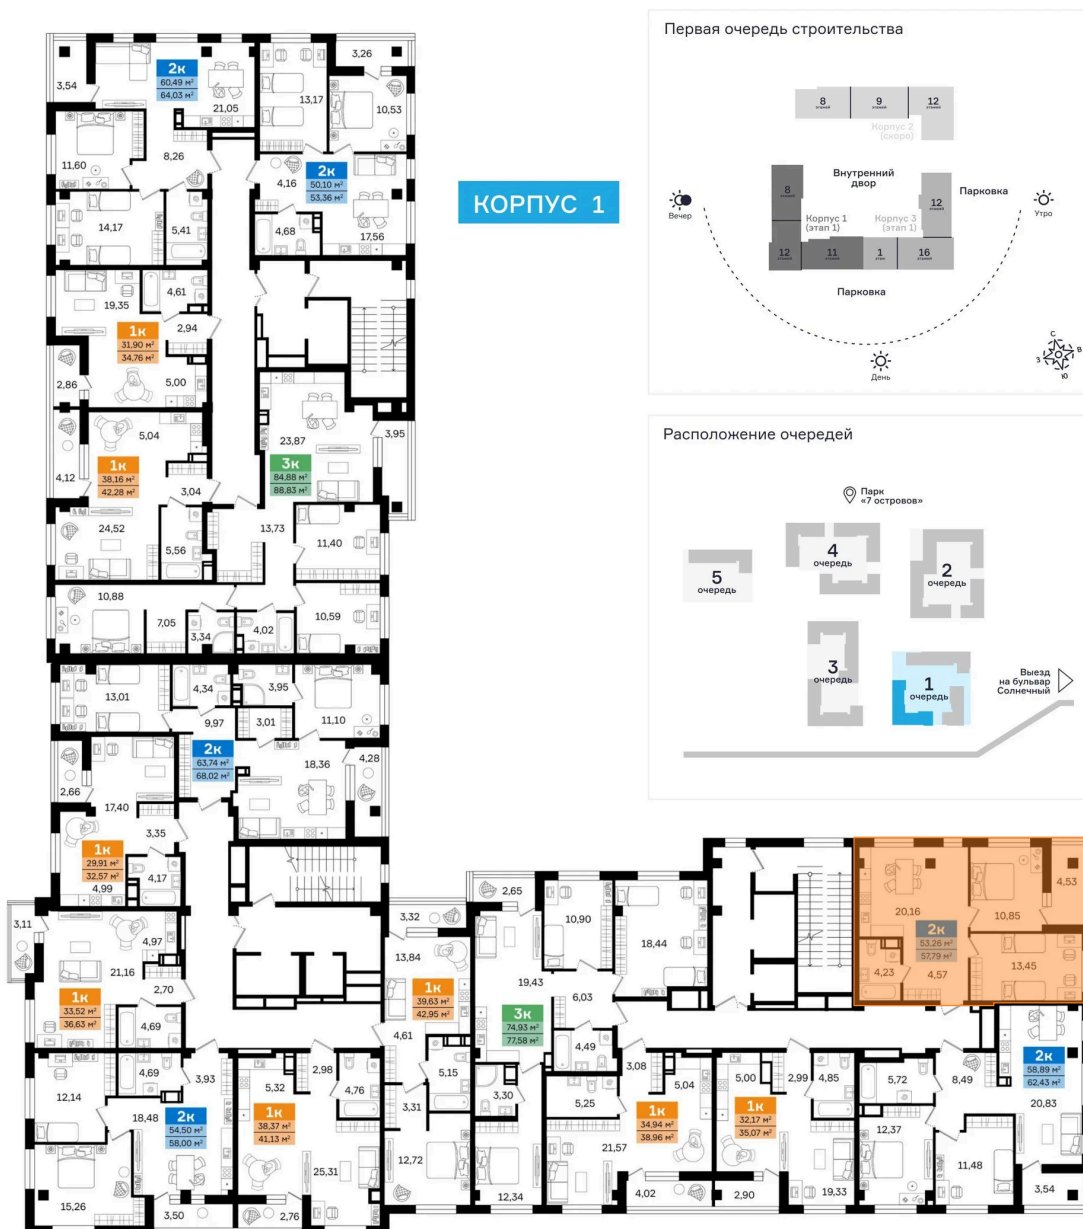 Первая очередь строительства
8
этажей
9
этажей
12
этажей
Корпус 2
(скоро)
Внутренний
двор
8
этажей
12
этажей
Парковка
Вечер
Утро
Корпус 1
(этап 1)
Корпус 3
(этап 1)
12
этажей
11
этажей
1
этаж
16
этажей
Парковка
День
С
В
З
Ю
КОРПУС 1
Расположение очередей
Парк
«7 островов»
5
очередь
4
очередь
2
очередь
3
очередь
1
очередь
Выезд
на бульвар
Солнечный
3,54
2к
60,49 м²
64,03 м²
21,05
13,17
3,26
10,53
11,60
8,26
4,16
2к
50,10 м²
53,36 м²
14,17
5,41
4,68
17,56
19,35
4,61
1к
31,90 м²
34,76 м²
2,94
2,86
5,00
5,04
23,87
3,95
4,12
1к
38,16 м²
42,28 м²
3,04
3к
84,88 м²
88,83 м²
24,52
5,56
13,73
11,40
10,88
7,05
3,34
4,02
10,59
13,01
4,34
3,95
11,10
9,97
3,01
2к
63,74 м²
68,02 м²
18,36
4,28
2,66
17,40
3,35
1к
29,91 м²
32,57 м²
4,99
4,17
3,11
4,97
21,16
2,70
1к
33,52 м²
36,63 м²
4,69
3,32
13,84
1к
39,63 м²
42,95 м²
4,61
5,15
2,65
10,90
18,44
19,43
6,03
3к
74,93 м²
77,58 м²
4,49
20,16
10,85
4,53
2к
53,26 м²
57,79 м²
4,23
4,57
13,45
12,14
4,69
3,93
18,48
2к
54,50 м²
58,00 м²
15,26
3,50
5,32
2,98
4,76
1к
38,37 м²
41,13 м²
25,31
2,76
3,31
12,72
3,30
12,34
5,25
3,08
5,04
1к
34,94 м²
38,96 м²
21,57
4,02
5,00
2,99
4,85
1к
32,17 м²
35,07 м²
2,90
19,33
5,72
8,49
2к
58,89 м²
62,43 м²
20,83
12,37
11,48
3,54